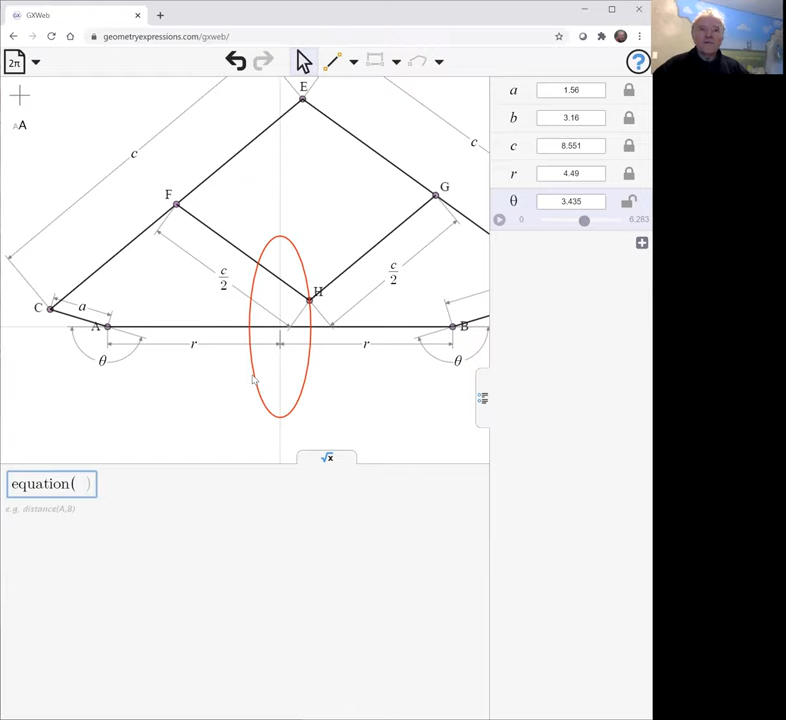 GXWeb
geometryexpressions.com/gxweb/
2π
AA
E
c
c
F
G
c/2
c/2
C
a
H
A
B
θ
r
r
θ
a 1.56
b 3.16
c 8.551
r 4.49
θ 3.435
0 6.283
√x
equation( )
e.g. distance(A,B)